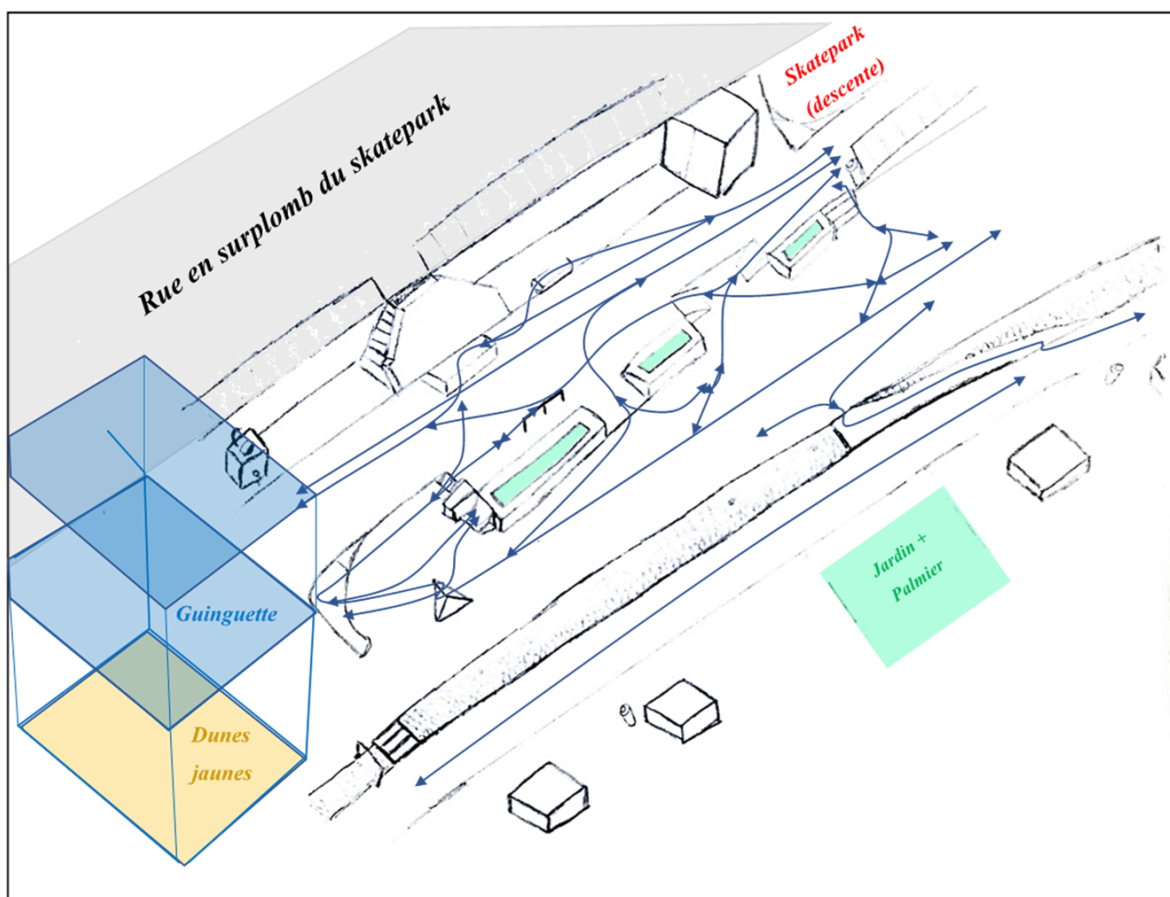 Skatepark
(descente)
Rue en surplomb du skatepark
Guinguette
Jardin +
Palmier
Dunes
jaunes